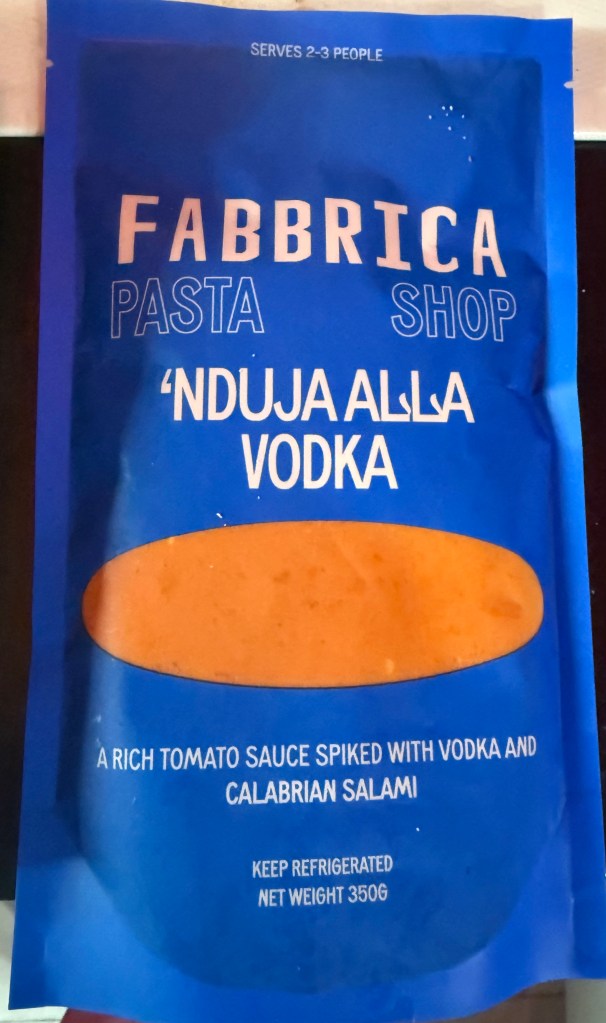 SERVES 2-3 PEOPLE
FABBRICA
PASTA SHOP
‘NDUJA ALLA
VODKA
A RICH TOMATO SAUCE SPIKED WITH VODKA AND
CALABRIAN SALAMI
KEEP REFRIGERATED
NET WEIGHT 350G